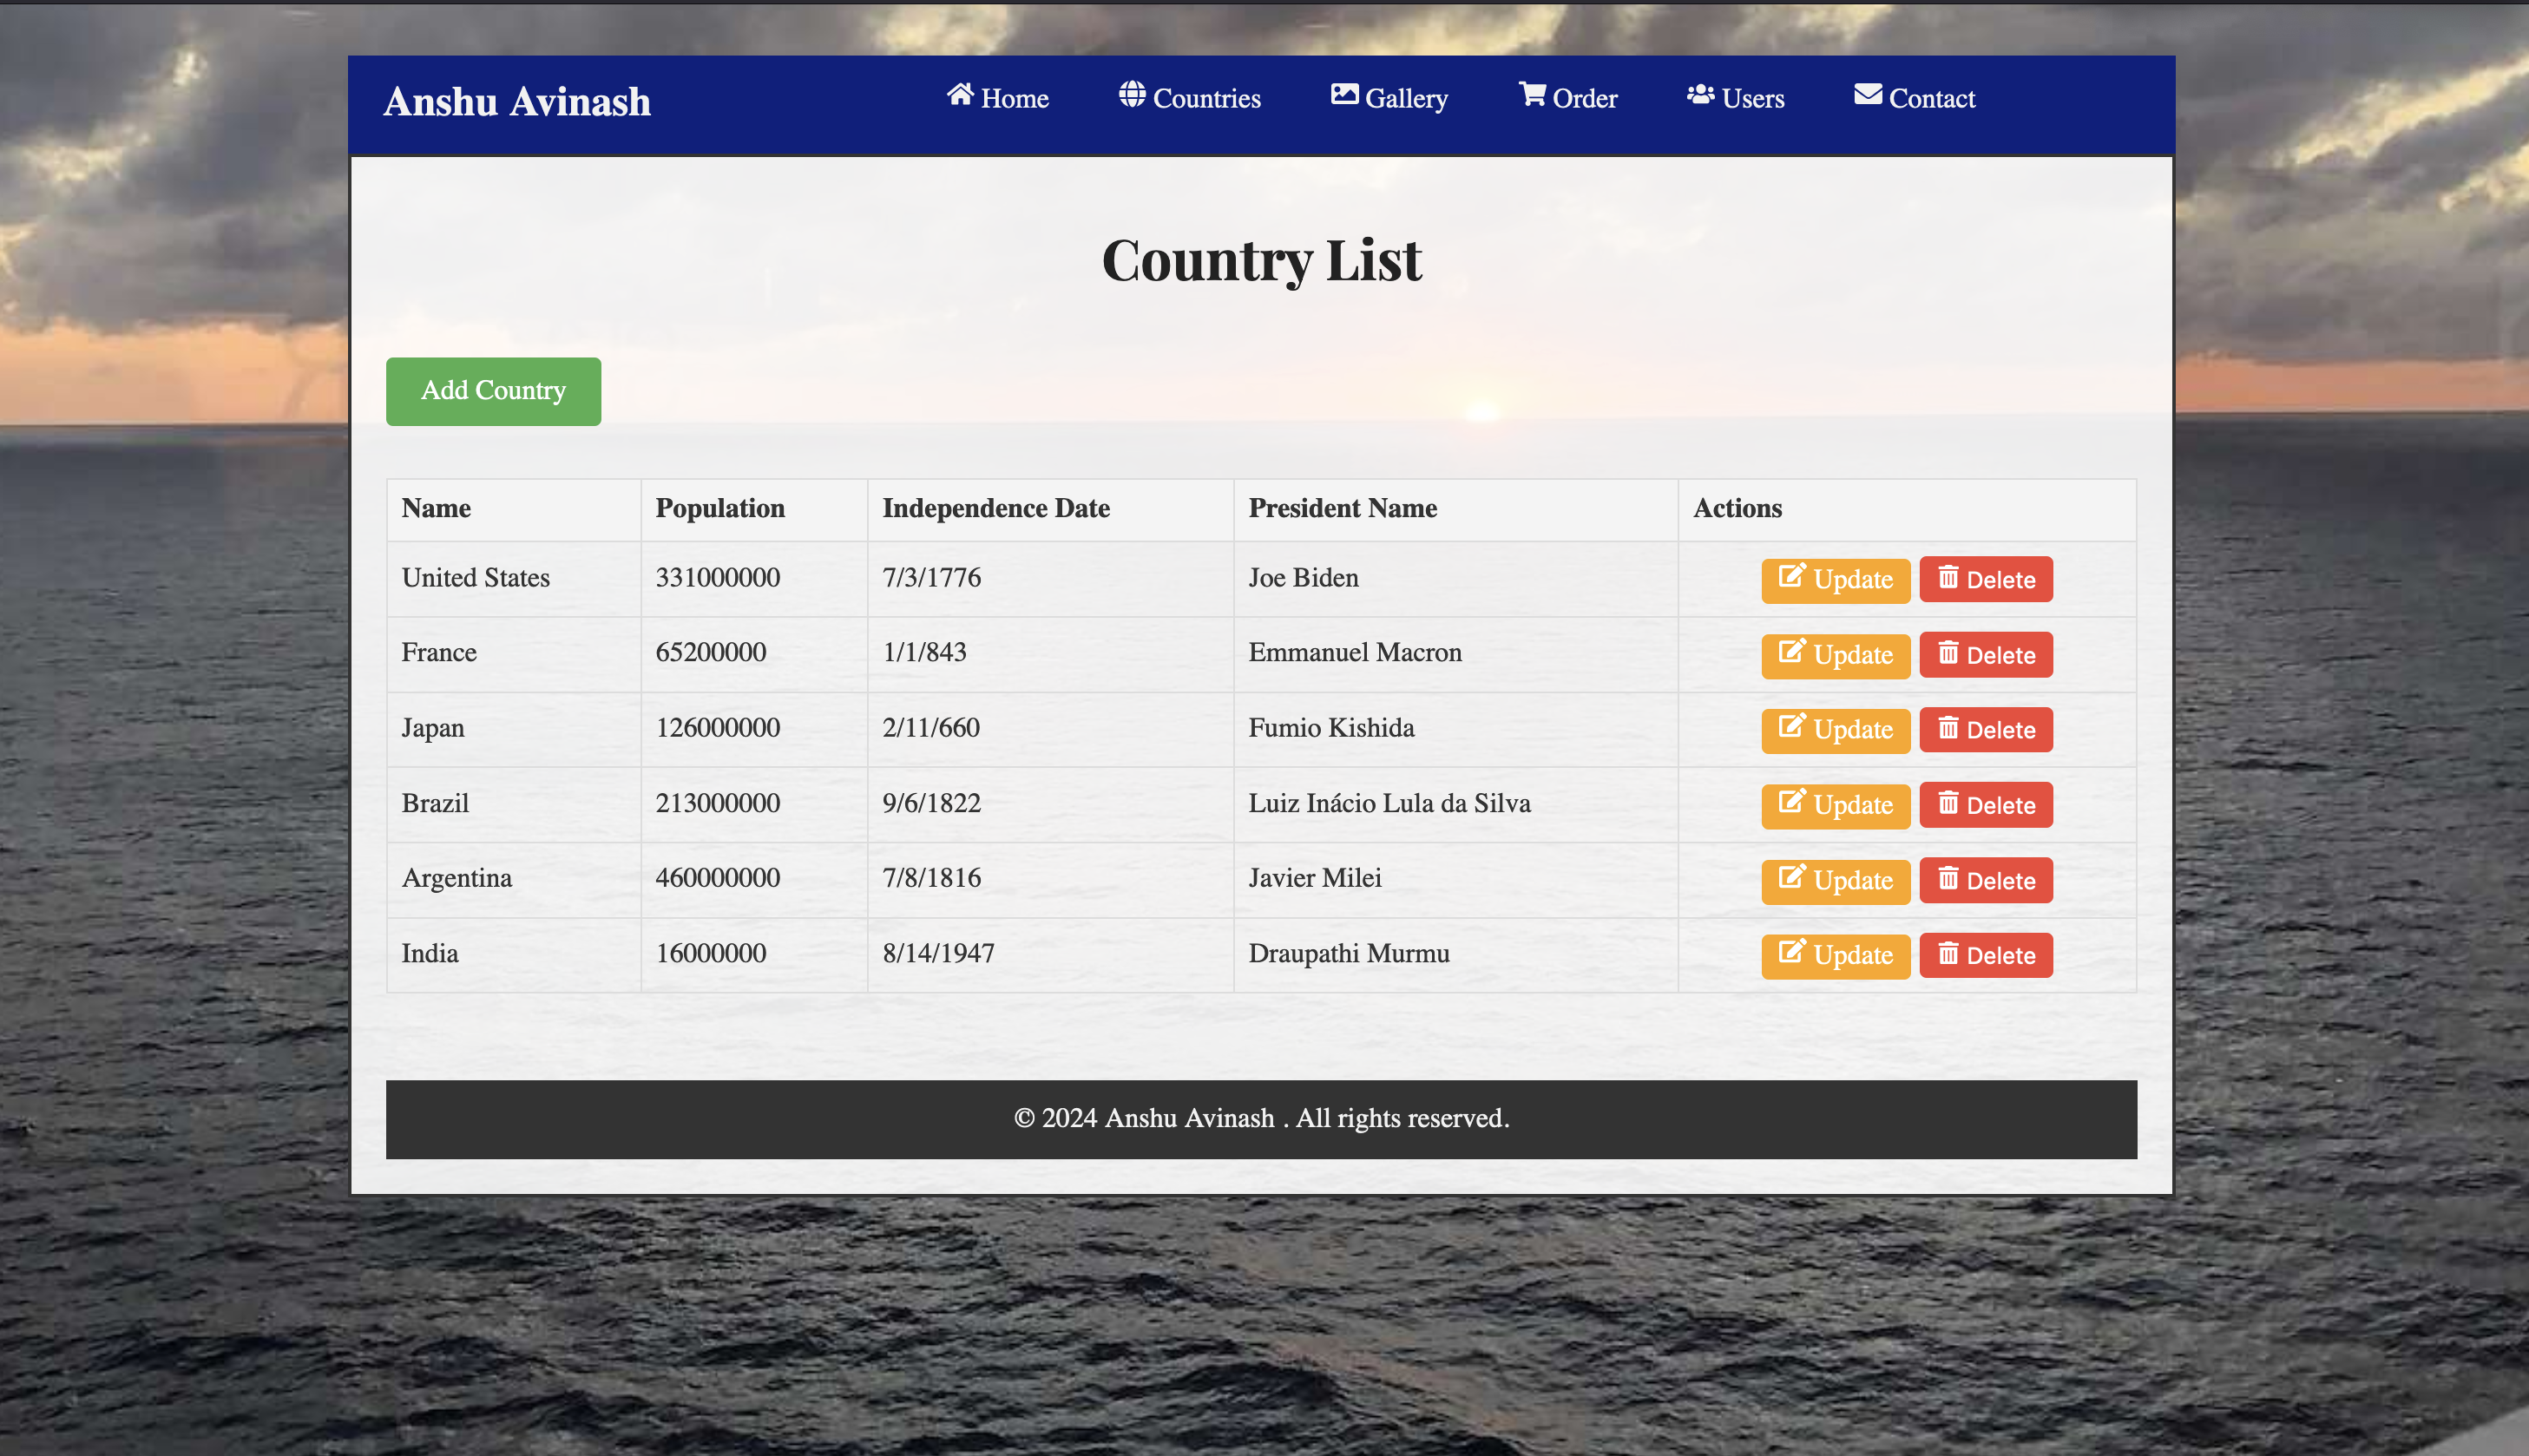 Anshu Avinash Home Countries Gallery Order Users Contact
Country List
Add Country
Name Population Independence Date President Name Actions
United States 331000000 7/3/1776 Joe Biden Update Delete
France 65200000 1/1/843 Emmanuel Macron Update Delete
Japan 126000000 2/11/660 Fumio Kishida Update Delete
Brazil 213000000 9/6/1822 Luiz Inácio Lula da Silva Update Delete
Argentina 460000000 7/8/1816 Javier Milei Update Delete
India 16000000 8/14/1947 Draupathi Murmu Update Delete
© 2024 Anshu Avinash . All rights reserved.